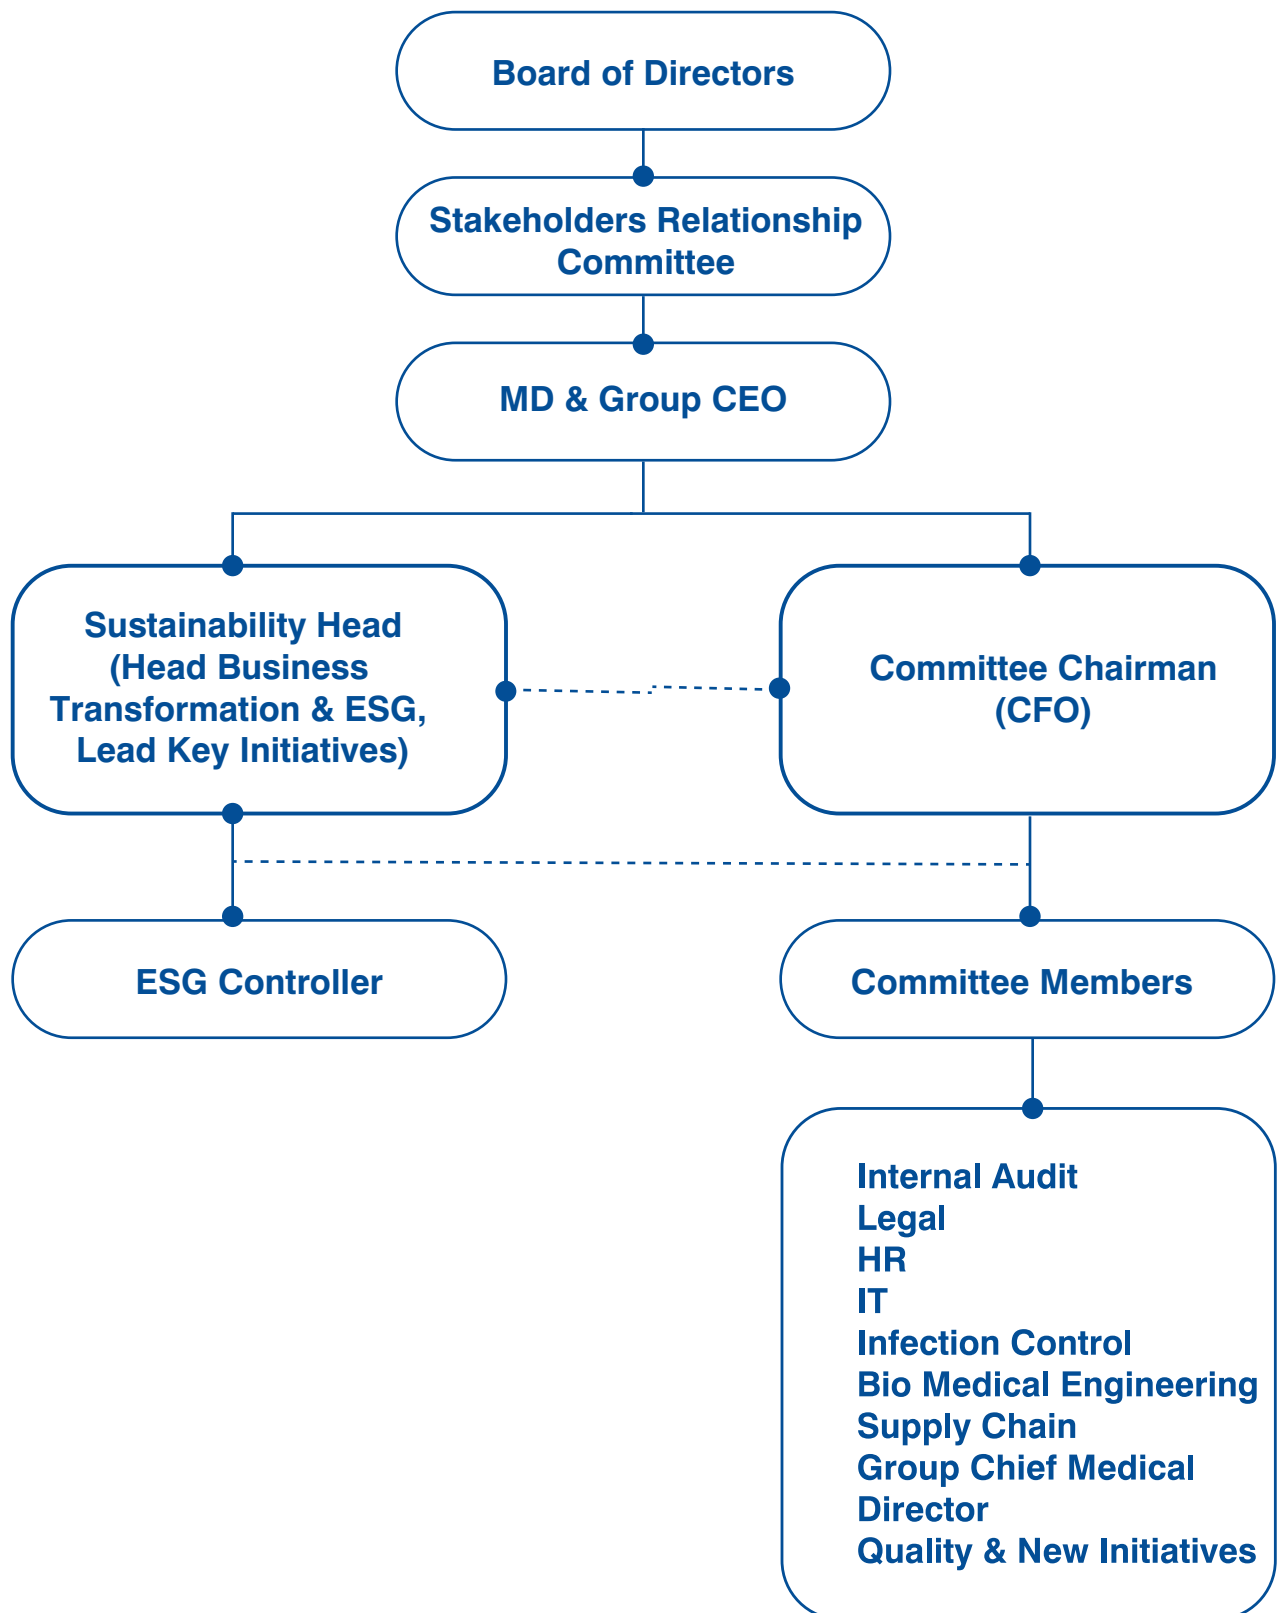 Board of Directors
Stakeholders Relationship
Committee
MD & Group CEO
Sustainability Head
(Head Business
Transformation & ESG,
Lead Key Initiatives)
Committee Chairman
(CFO)
ESG Controller
Committee Members
Internal Audit
Legal
HR
IT
Infection Control
Bio Medical Engineering
Supply Chain
Group Chief Medical
Director
Quality & New Initiatives